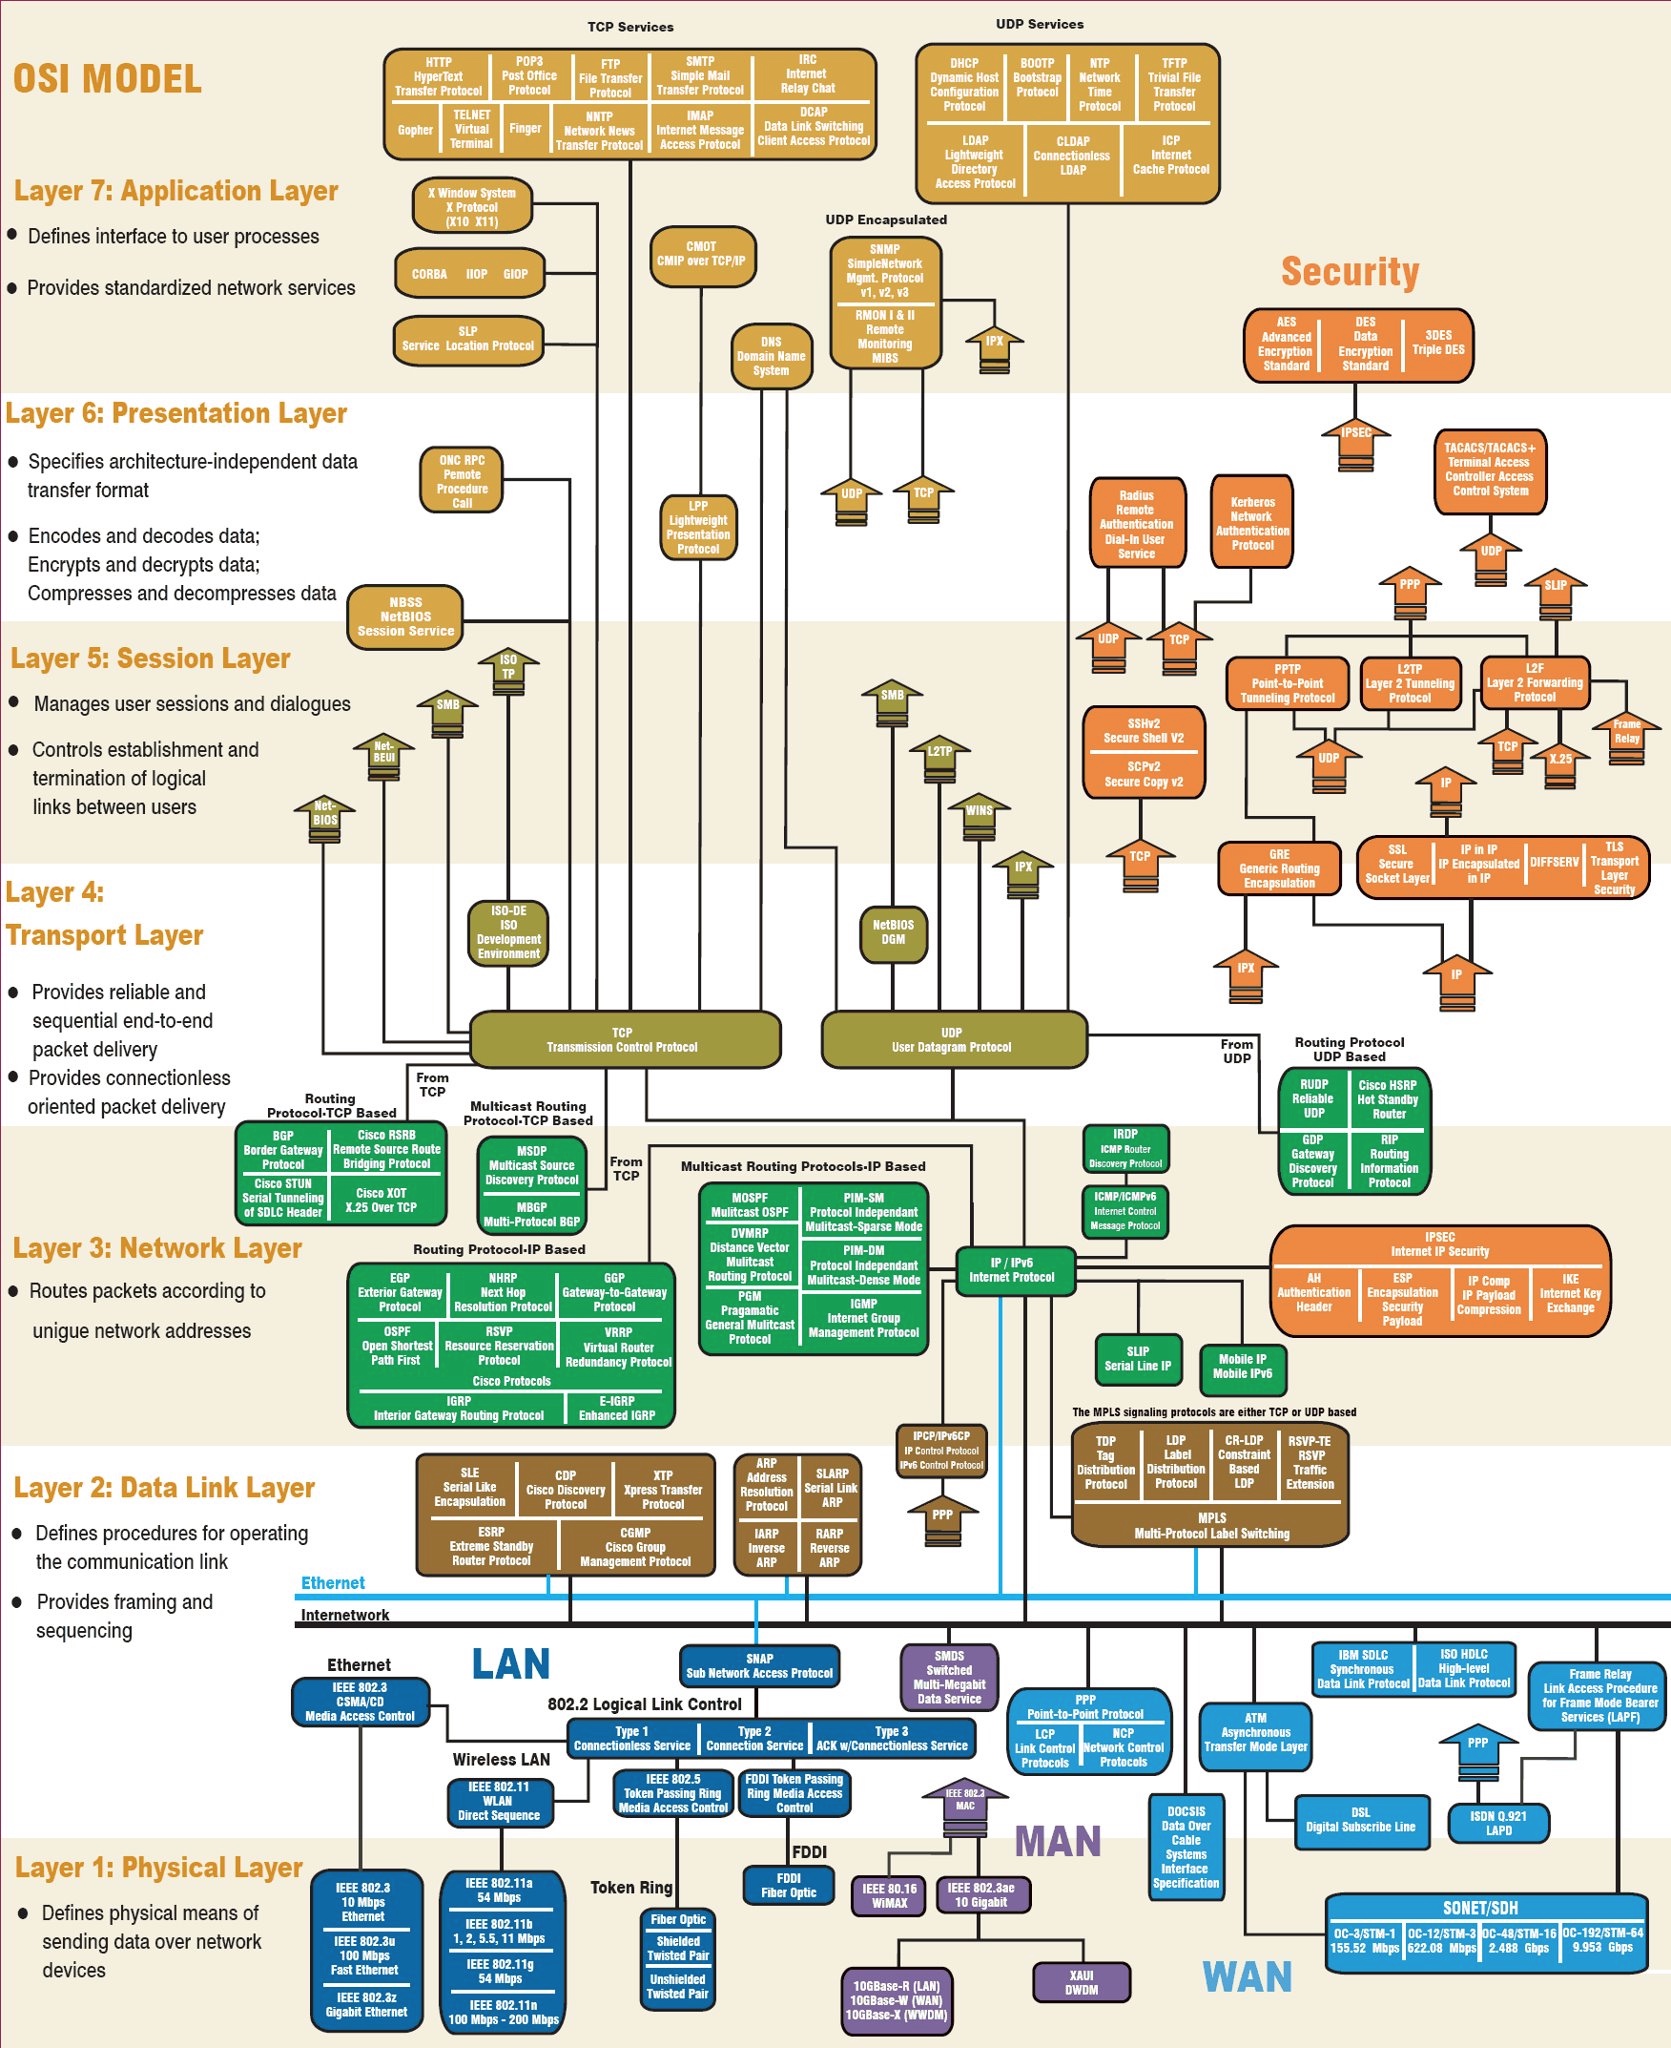 TCP Services
UDP Services
OSI MODEL
HTTP
HyperText
Transfer Protocol
POP3
Post Office
Protocol
FTP
File Transfer
Protocol
SMTP
Simple Mail
Transfer Protocol
IRC
Internet
Relay Chat
Gopher
TELNET
Virtual
Terminal
Finger
NNTP
Network News
Transfer Protocol
IMAP
Internet Message
Access Protocol
DCAP
Data Link Switching
Client Access Protocol
DHCP
Dynamic Host
Configuration
Protocol
BOOTP
Bootstrap
Protocol
NTP
Network
Time
Protocol
TFTP
Trivial File
Transfer
Protocol
LDAP
Lightweight
Directory
Access Protocol
CLDAP
Connectionless
LDAP
ICP
Internet
Cache Protocol
Layer 7: Application Layer
● Defines interface to user processes
● Provides standardized network services
X Window System
X Protocol
(X10 X11)
CORBA IIOP GIOP
SLP
Service Location Protocol
CMOT
CMIP over TCP/IP
DNS
Domain Name
System
UDP Encapsulated
SNMP
SimpleNetwork
Mgmt. Protocol
v1, v2, v3
RMON I & II
Remote
Monitoring
MIBS
IPX
Security
AES
Advanced
Encryption
Standard
DES
Data
Encryption
Standard
3DES
Triple DES
IPSEC
Layer 6: Presentation Layer
● Specifies architecture-independent data
transfer format
● Encodes and decodes data;
Encrypts and decrypts data;
Compresses and decompresses data
ONC RPC
Pemote
Procedure
Call
LPP
Lightweight
Presentation
Protocol
UDP
TCP
NBSS
NetBIOS
Session Service
Radius
Remote
Authentication
Dial-In User
Service
Kerberos
Network
Authentication
Protocol
TACACS/TACACS+
Terminal Access
Controller Access
Control System
UDP
UDP
TCP
PPP
SLIP
Layer 5: Session Layer
● Manages user sessions and dialogues
● Controls establishment and
termination of logical
links between users
ISO
TP
SMB
Net-
BEUI
Net-
BIOS
SMB
L2TP
WINS
IPX
PPTP
Point-to-Point
Tunneling Protocol
L2TP
Layer 2 Tunneling
Protocol
L2F
Layer 2 Forwarding
Protocol
SSHv2
Secure Shell V2
SCPv2
Secure Copy v2
TCP
UDP
TCP
X.25
Frame
Relay
IP
GRE
Generic Routing
Encapsulation
SSL
Secure
Socket Layer
IP in IP
IP Encapsulated
in IP
DIFFSERV
TLS
Transport
Layer
Security
IPX
IP
Layer 4:
Transport Layer
● Provides reliable and
sequential end-to-end
packet delivery
● Provides connectionless
oriented packet delivery
ISO-DE
ISO
Development
Environment
NetBIOS
DGM
TCP
Transmission Control Protocol
UDP
User Datagram Protocol
From
TCP
From
UDP
Routing
Protocol-TCP Based
BGP
Border Gateway
Protocol
Cisco RSRB
Remote Source Route
Bridging Protocol
Cisco STUN
Serial Tunneling
of SDLC Header
Cisco XOT
X.25 Over TCP
Multicast Routing
Protocol-TCP Based
MSDP
Multicast Source
Discovery Protocol
MBGP
Multi-Protocol BGP
From
TCP
Routing Protocol
UDP Based
RUDP
Reliable
UDP
Cisco HSRP
Hot Standby
Router
GDP
Gateway
Discovery
Protocol
RIP
Routing
Information
Protocol
Layer 3: Network Layer
● Routes packets according to
unigue network addresses
Multicast Routing Protocols-IP Based
MOSPF
Mulitcast OSPF
DVMRP
Distance Vector
Mulitcast
Routing Protocol
PGM
Pragamatic
General Mulitcast
Protocol
PIM-SM
Protocol Independant
Mulitcast-Sparse Mode
PIM-DM
Protocol Independant
Mulitcast-Dense Mode
IGMP
Internet Group
Management Protocol
IRDP
ICMP Router
Discovery Protocol
ICMP/ICMPv6
Internet Control
Message Protocol
IP / IPv6
Internet Protocol
Routing Protocol-IP Based
EGP
Exterior Gateway
Protocol
NHRP
Next Hop
Resolution Protocol
GGP
Gateway-to-Gateway
Protocol
OSPF
Open Shortest
Path First
RSVP
Resource Reservation
Protocol
VRRP
Virtual Router
Redundancy Protocol
Cisco Protocols
IGRP
Interior Gateway Routing Protocol
E-IGRP
Enhanced IGRP
IPSEC
Internet IP Security
AH
Authentication
Header
ESP
Encapsulation
Security
Payload
IP Comp
IP Payload
Compression
IKE
Internet Key
Exchange
SLIP
Serial Line IP
Mobile IP
Mobile IPv6
The MPLS signaling protocols are either TCP or UDP based
IPCP/IPv6CP
IP Control Protocol
IPv6 Control Protocol
PPP
TDP
Tag
Distribution
Protocol
LDP
Label
Distribution
Protocol
CR-LDP
Constraint
Based
LDP
RSVP-TE
RSVP
Traffic
Extension
MPLS
Multi-Protocol Label Switching
Layer 2: Data Link Layer
● Defines procedures for operating
the communication link
● Provides framing and
sequencing
SLE
Serial Like
Encapsulation
CDP
Cisco Discovery
Protocol
XTP
Xpress Transfer
Protocol
ESRP
Extreme Standby
Router Protocol
CGMP
Cisco Group
Management Protocol
ARP
Address
Resolution
Protocol
SLARP
Serial Link
ARP
IARP
Inverse
ARP
RARP
Reverse
ARP
Ethernet
Internetwork
LAN
SNAP
Sub Network Access Protocol
SMDS
Switched
Multi-Megabit
Data Service
IBM SDLC
Synchronous
Data Link Protocol
ISO HDLC
High-level
Data Link Protocol
Frame Relay
Link Access Procedure
for Frame Mode Bearer
Services (LAPF)
Ethernet
IEEE 802.3
CSMA/CD
Media Access Control
802.2 Logical Link Control
Type 1
Connectionless Service
Type 2
Connection Service
Type 3
ACK w/Connectionless Service
PPP
Point-to-Point Protocol
LCP
Link Control
Protocols
NCP
Network Control
Protocols
ATM
Asynchronous
Transfer Mode Layer
PPP
Wireless LAN
IEEE 802.11
WLAN
Direct Sequence
IEEE 802.5
Token Passing Ring
Media Access Control
FDDI Token Passing
Ring Media Access
Control
IEEE 802.3
MAC
MAN
DOCSIS
Data Over
Cable
Systems
Interface
Specification
DSL
Digital Subscribe Line
ISDN Q.921
LAPD
Layer 1: Physical Layer
● Defines physical means of
sending data over network
devices
IEEE 802.3
10 Mbps
Ethernet
IEEE 802.3u
100 Mbps
Fast Ethernet
IEEE 802.3z
Gigabit Ethernet
IEEE 802.11a
54 Mbps
IEEE 802.11b
1, 2, 5.5, 11 Mbps
IEEE 802.11g
54 Mbps
IEEE 802.11n
100 Mbps - 200 Mbps
Token Ring
Fiber Optic
Shielded
Twisted Pair
Unshielded
Twisted Pair
FDDI
FDDI
Fiber Optic
IEEE 80.16
WiMAX
IEEE 802.3ae
10 Gigabit
10GBase-R (LAN)
10GBase-W (WAN)
10GBase-X (WWDM)
XAUI
DWDM
WAN
SONET/SDH
OC-3/STM-1
155.52 Mbps
OC-12/STM-3
622.08 Mbps
OC-48/STM-16
2.488 Gbps
OC-192/STM-64
9.953 Gbps